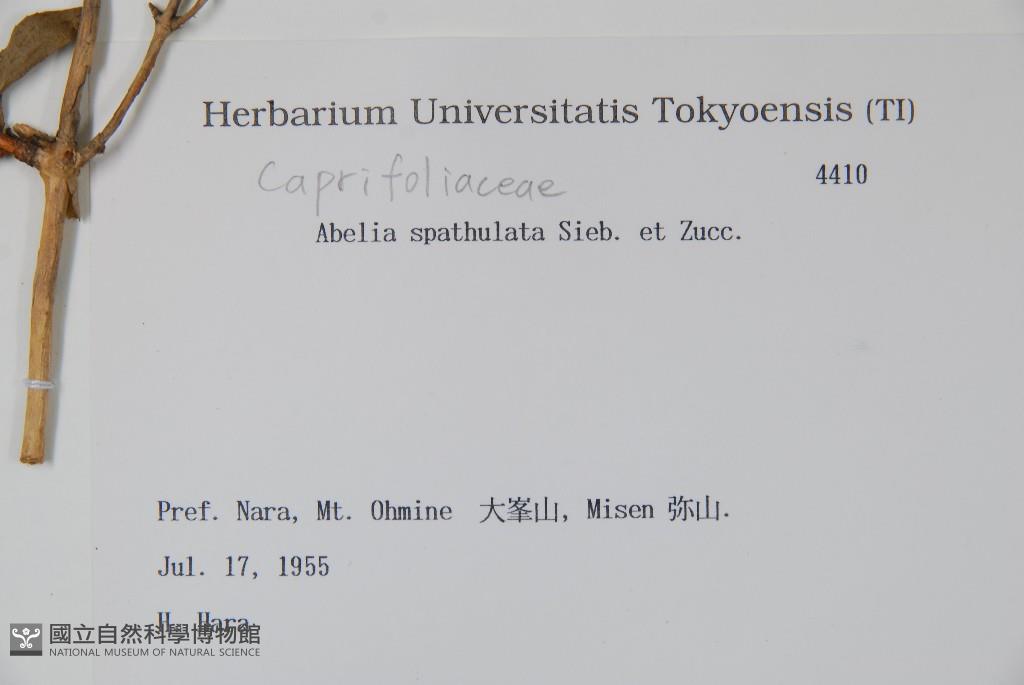 Herbarium Universitatis Tokyoensis (TI)
Caprifoliaceae
4410
Abelia spathulata Sieb. et Zucc.
Pref. Nara, Mt. Ohmine 大峯山, Misen 弥山.
Jul. 17, 1955
H. Hara
國立自然科學博物館
NATIONAL MUSEUM OF NATURAL SCIENCE